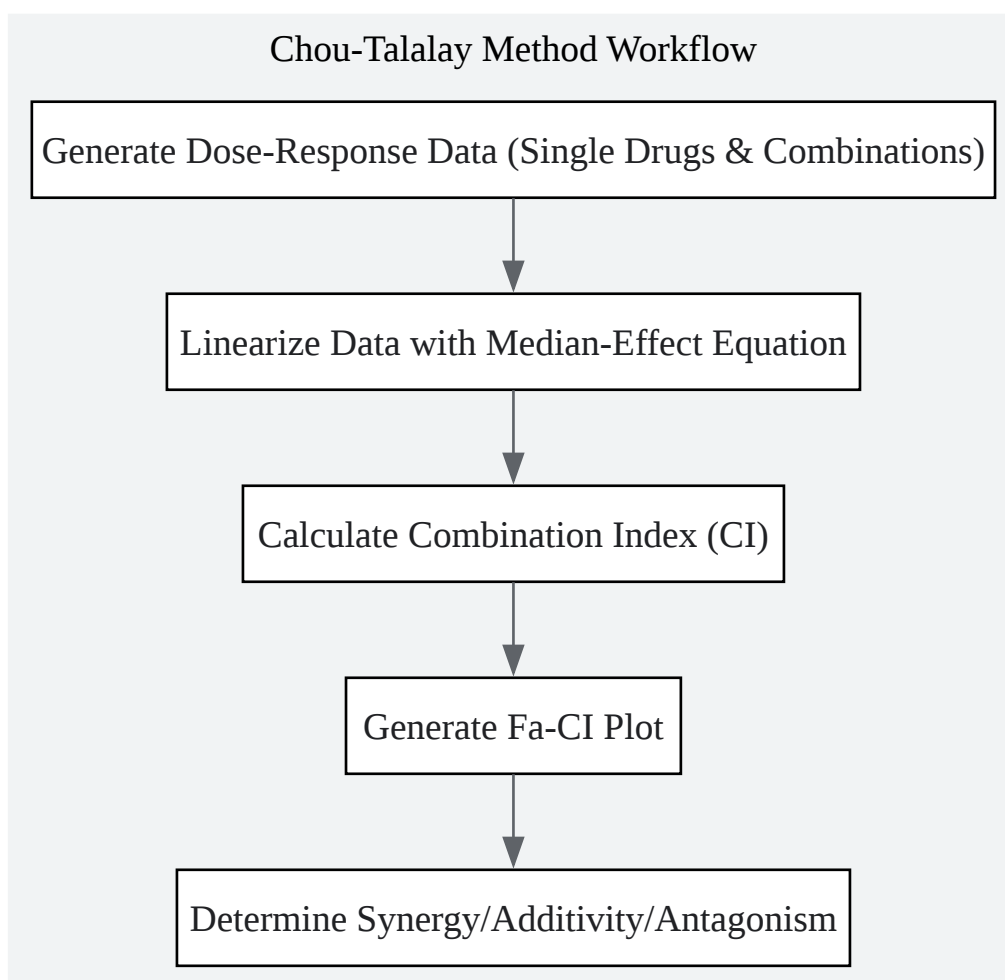 Chou-Talalay Method Workflow
Generate Dose-Response Data (Single Drugs & Combinations)
Linearize Data with Median-Effect Equation
Calculate Combination Index (CI)
Generate Fa-CI Plot
Determine Synergy/Additivity/Antagonism